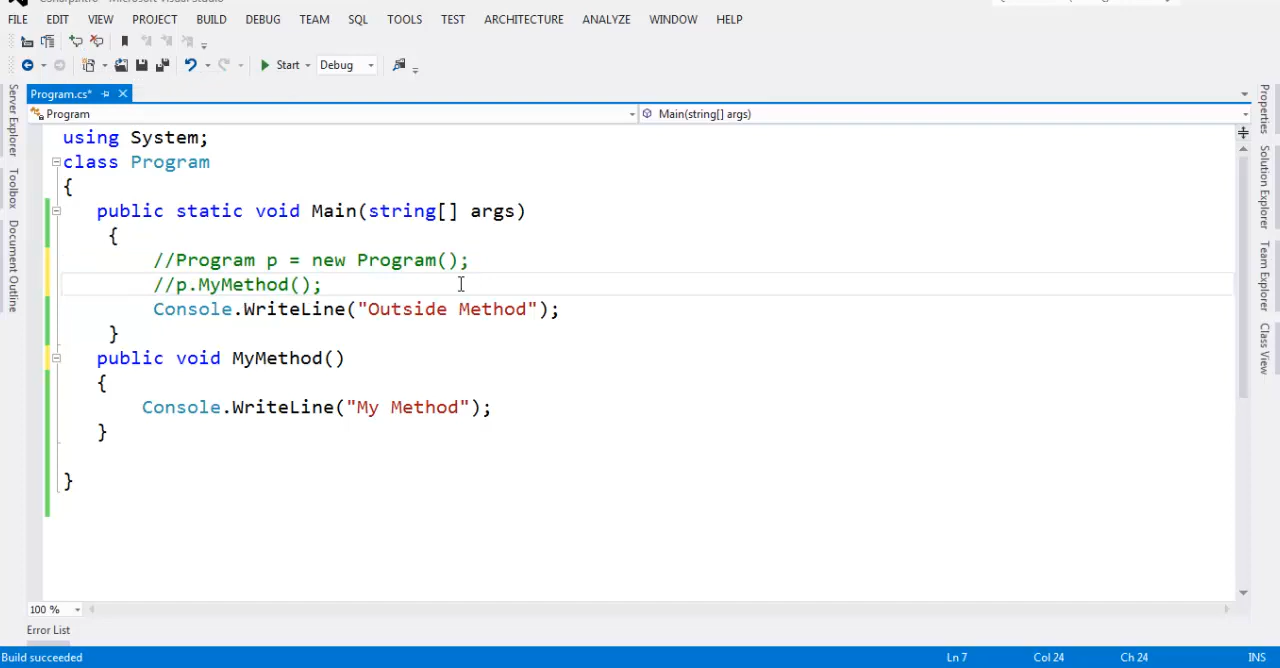 FILE EDIT VIEW PROJECT BUILD DEBUG TEAM SQL TOOLS TEST ARCHITECTURE ANALYZE WINDOW HELP
Start Debug
Program.cs*
Program Main(string[] args)
using System;
class Program
{
public static void Main(string[] args)
{
//Program p = new Program();
//p.MyMethod();
Console.WriteLine("Outside Method");
}
public void MyMethod()
{
Console.WriteLine("My Method");
}
}
100 %
Error List
Build succeeded Ln 7 Col 24 Ch 24 INS
Server Explorer
Toolbox
Document Outline
Properties
Solution Explorer
Team Explorer
Class View